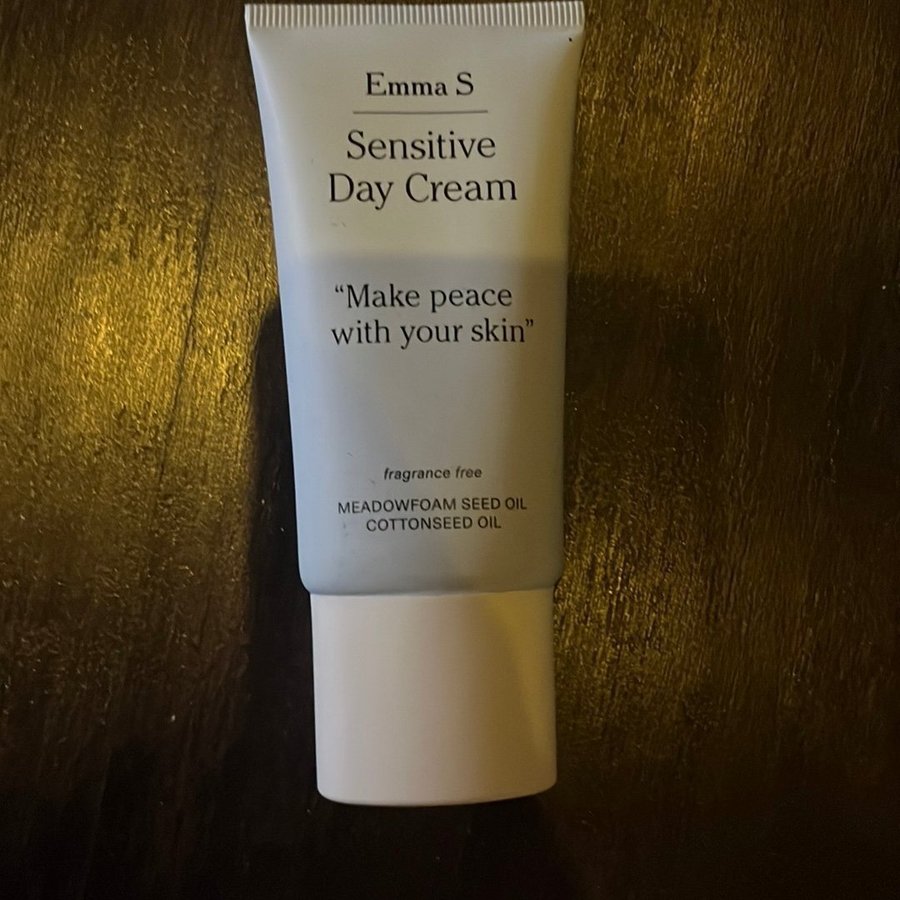 Emma S
Sensitive
Day Cream
“Make peace
with your skin”
fragrance free
MEADOWFOAM SEED OIL
COTTONSEED OIL